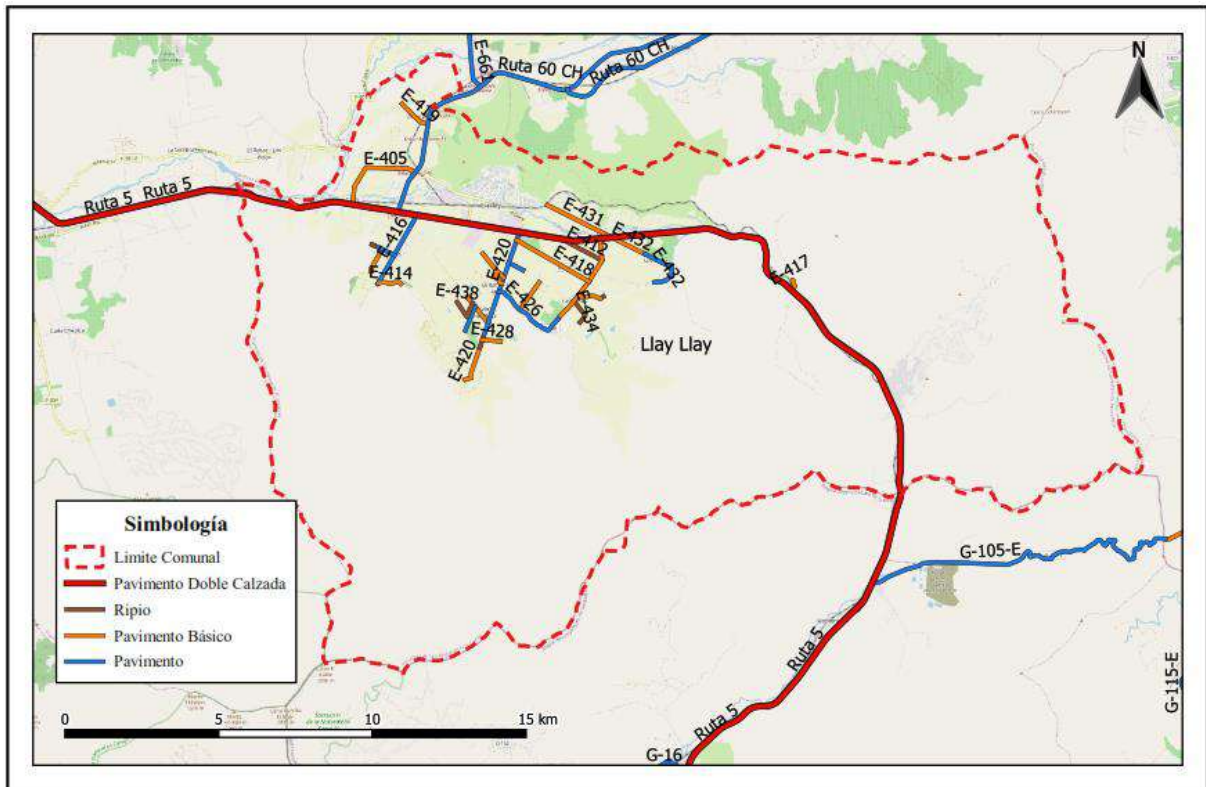 N
E-661
Ruta 60 CH
Ruta 60 CH
E-419
E-405
Ruta 5
Ruta 5
E-416
E-431
E-412
E-432
E-432
E-420
E-418
E-417
E-414
E-438
E-426
E-434
E-428
E-420
Llay Llay
G-105-E
Ruta 5
Ruta 5
G-16
G-115-E
Simbología
Limite Comunal
Pavimento Doble Calzada
Ripio
Pavimento Básico
Pavimento
0 5 10 15 km